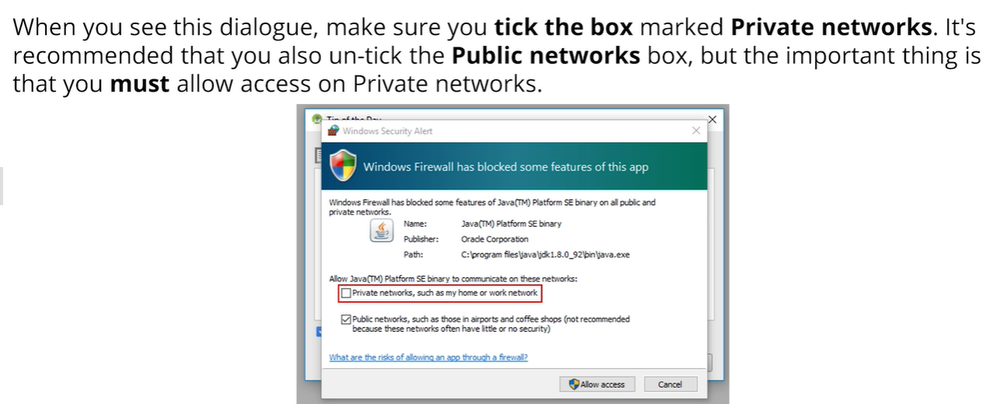 When you see this dialogue, make sure you tick the box marked Private networks. It's
recommended that you also un-tick the Public networks box, but the important thing is
that you must allow access on Private networks.
Tip of the Day
Windows Security Alert
Windows Firewall has blocked some features of this app
Windows Firewall has blocked some features of Java(TM) Platform SE binary on all public and
private networks.
Name: Java(TM) Platform SE binary
Publisher: Oracle Corporation
Path: C:\program files\java\jdk1.8.0_92\bin\java.exe
Allow Java(TM) Platform SE binary to communicate on these networks:
Private networks, such as my home or work network
Public networks, such as those in airports and coffee shops (not recommended
because these networks often have little or no security)
What are the risks of allowing an app through a firewall?
Allow access Cancel